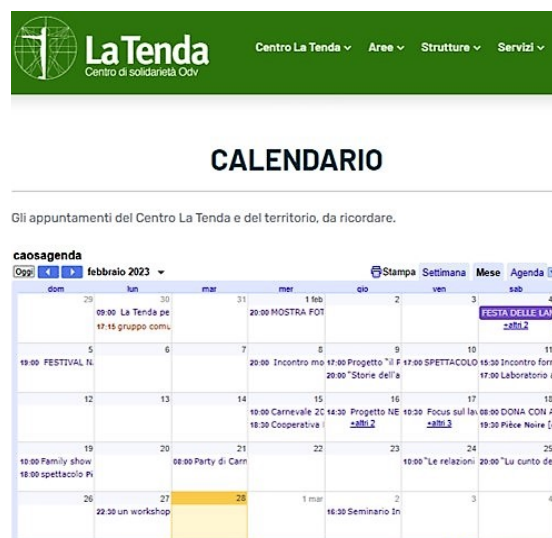 LaTenda
Centro di solidarietà Odv
Centro La Tenda Aree Strutture Servizi
CALENDARIO
Gli appuntamenti del Centro La Tenda e del territorio, da ricordare.
caosagenda
Oggi febbraio 2023 Stampa Settimana Mese Agenda
dom lun mar mer gio ven sab
29 30 31 1 feb 2 3 4
09:00 La Tenda pe 20:00 MOSTRA FOT FESTA DELLE LAN
17:15 gruppo comu +altri 2
5 6 7 8 9 10 11
19:00 FESTIVAL N. 20:00 Incontro mo 17:00 Progetto "il F 17:00 SPETTACOLO 15:30 Incontro forn
20:00 "Storie dell'a 17:00 Laboratorio a
12 13 14 15 16 17 18
10:00 Carnevale 2C 14:30 Progetto NE 10:30 Focus sul lav 08:00 DONA CON A
18:30 Cooperativa +altri 2 +altri 3 19:30 Pièce Noire [
19 20 21 22 23 24 25
10:00 Family show 08:00 Party di Carn 10:00 "Le relazioni 20:00 "Lu cunto de
18:00 spettacolo Pi
26 27 28 1 mar 2 3 4
22:30 un workshop 16:30 Seminario In